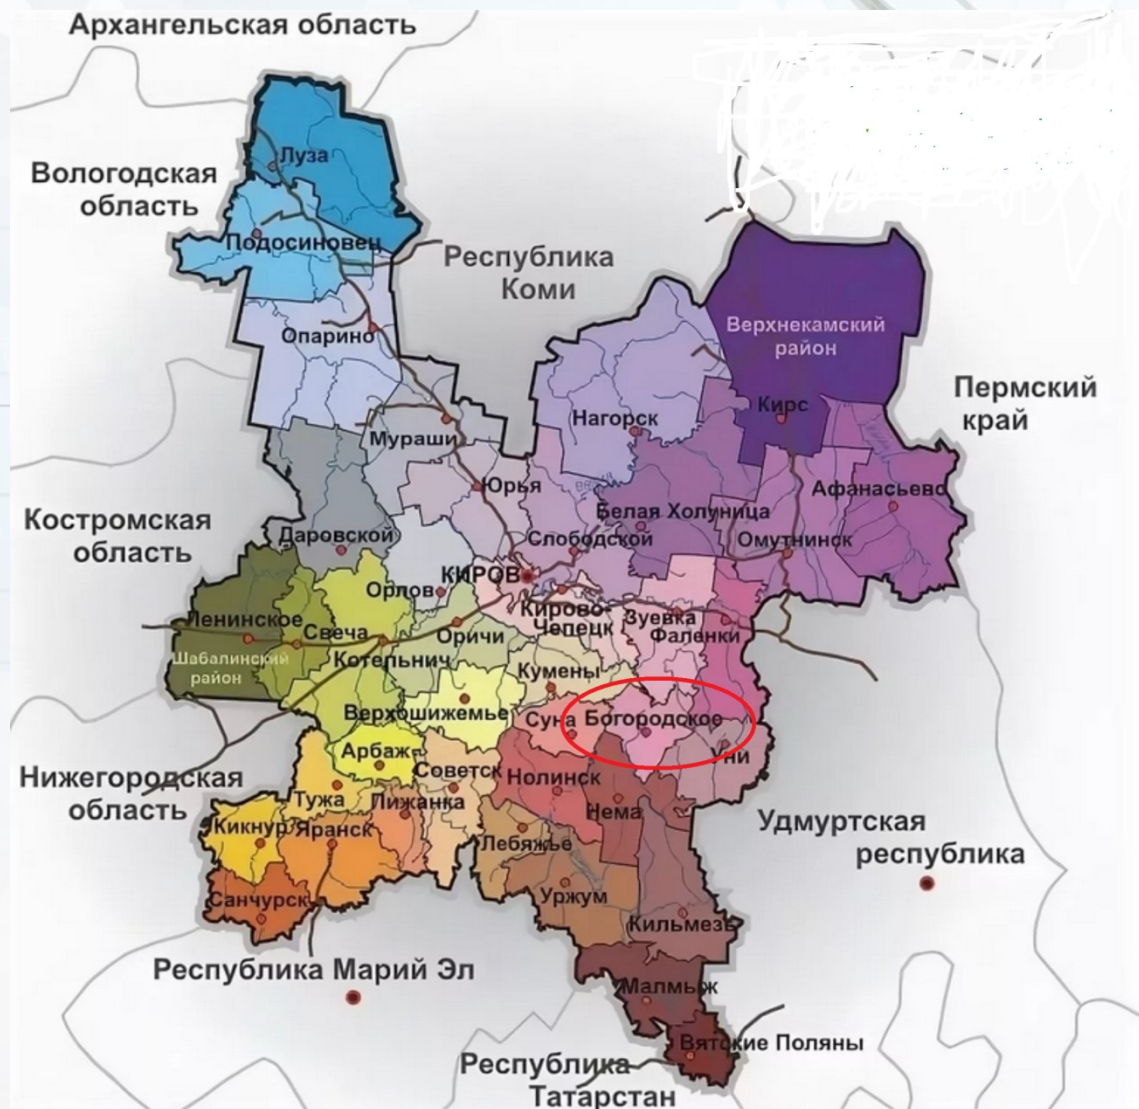 Архангельская область
Луза
Вологодская
область
Подосиновец
Республика
Коми
Опарино
Верхнекамский
район
Пермский
край
Кирс
Нагорск
Мураши
Юрья
Афанасьево
Белая Холуница
Костромская
область
Даровской
Слободской
Омутнинск
КИРОВ
Орлов
Кирово-
Чепецк
Зуевка
Фаленки
Ленинское
Свеча
Оричи
Шабалинский
район
Котельнич
Кумены
Верхошижемье
Суна
Богородское
Уни
Арбаж
Советск
Нолинск
Нижегородская
область
Тужа
Пижанка
Нема
Кикнур
Яранск
Лебяжье
Удмуртская
республика
Санчурск
Уржум
Кильмезь
Республика Марий Эл
Малмыж
Вятские Поляны
Республика
Татарстан